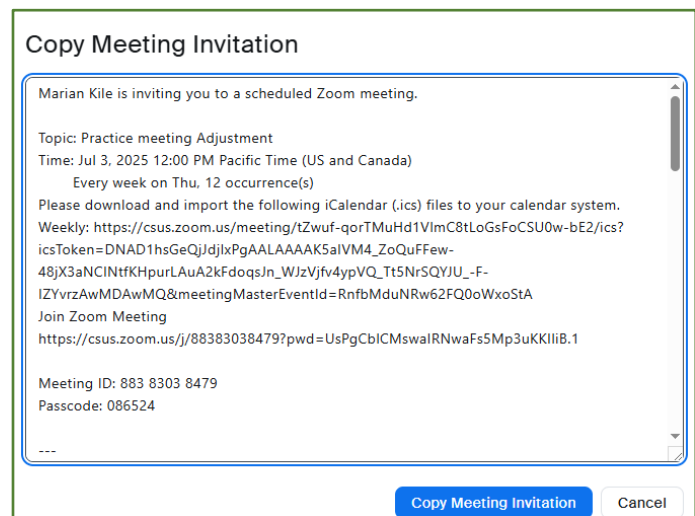 Copy Meeting Invitation
Marian Kile is inviting you to a scheduled Zoom meeting.
Topic: Practice meeting Adjustment
Time: Jul 3, 2025 12:00 PM Pacific Time (US and Canada)
Every week on Thu, 12 occurrence(s)
Please download and import the following iCalendar (.ics) files to your calendar system.
Weekly: https://csus.zoom.us/meeting/tZwuf-qorTMuHd1VImC8tLoGsFoCSU0w-bE2/ics?
icsToken=DNAD1hsGeQjJdjIxPgAALAAAAK5aIVM4_ZoQuFFew-
48jX3aNCINtfKHpurLAuA2kFdoqsJn_WJzVjfv4ypVQ_Tt5NrSQYJU_-F-
IZYvrzAwMDAwMQ&meetingMasterEventId=RnfbMduNRw62FQ0oWxoStA
Join Zoom Meeting
https://csus.zoom.us/j/88383038479?pwd=UsPgCbICMswaIRNwaFs5Mp3uKKIIiB.1
Meeting ID: 883 8303 8479
Passcode: 086524
---
Copy Meeting Invitation Cancel